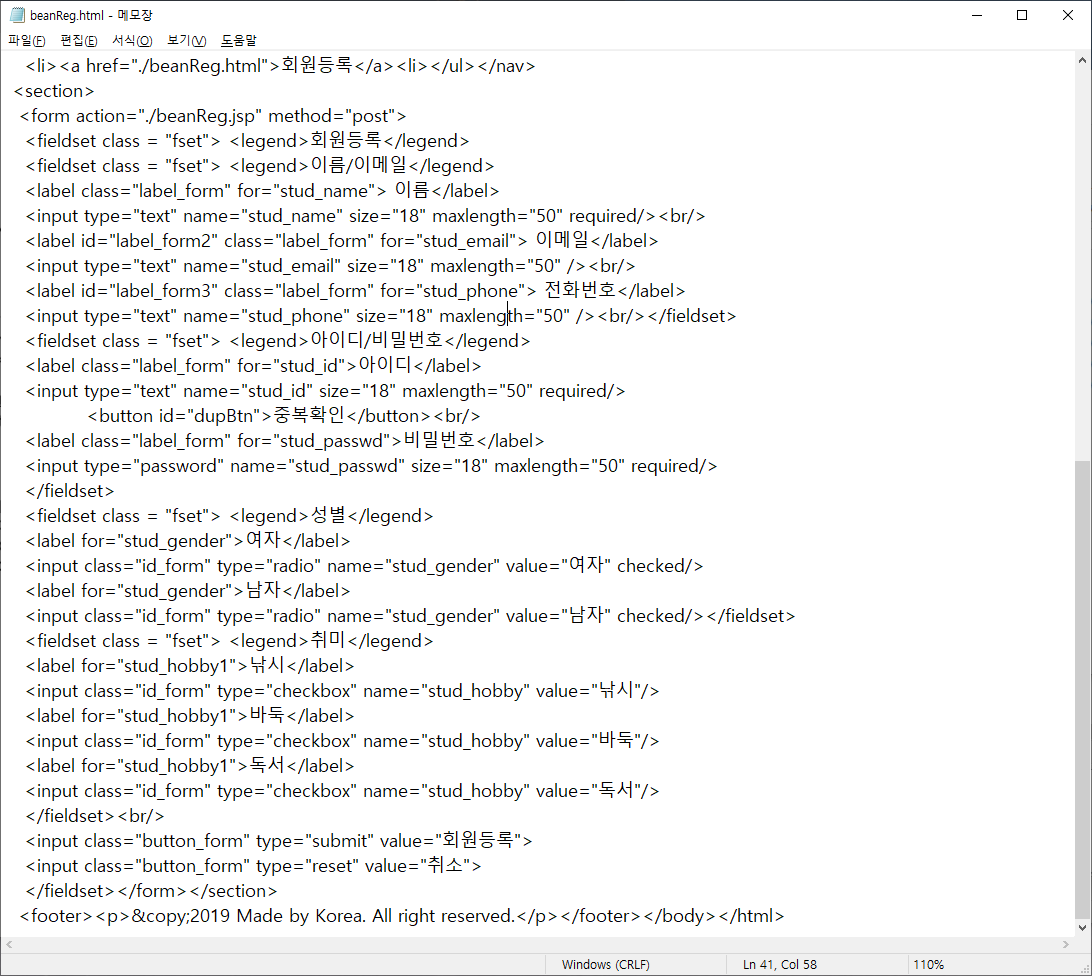 beanReg.html - 메모장
파일(F) 편집(E) 서식(O) 보기(V) 도움말
<li><a href="./beanReg.html">회원등록</a><li></ul></nav>
<section>
<form action="./beanReg.jsp" method="post">
<fieldset class = "fset"> <legend>회원등록</legend>
<fieldset class = "fset"> <legend>이름/이메일</legend>
<label class="label_form" for="stud_name"> 이름</label>
<input type="text" name="stud_name" size="18" maxlength="50" required/><br/>
<label id="label_form2" class="label_form" for="stud_email"> 이메일</label>
<input type="text" name="stud_email" size="18" maxlength="50" /><br/>
<label id="label_form3" class="label_form" for="stud_phone"> 전화번호</label>
<input type="text" name="stud_phone" size="18" maxlength="50" /><br/></fieldset>
<fieldset class = "fset"> <legend>아이디/비밀번호</legend>
<label class="label_form" for="stud_id">아이디</label>
<input type="text" name="stud_id" size="18" maxlength="50" required/>
<button id="dupBtn">중복확인</button><br/>
<label class="label_form" for="stud_passwd">비밀번호</label>
<input type="password" name="stud_passwd" size="18" maxlength="50" required/>
</fieldset>
<fieldset class = "fset"> <legend>성별</legend>
<label for="stud_gender">여자</label>
<input class="id_form" type="radio" name="stud_gender" value="여자" checked/>
<label for="stud_gender">남자</label>
<input class="id_form" type="radio" name="stud_gender" value="남자" checked/></fieldset>
<fieldset class = "fset"> <legend>취미</legend>
<label for="stud_hobby1">낚시</label>
<input class="id_form" type="checkbox" name="stud_hobby" value="낚시"/>
<label for="stud_hobby1">바둑</label>
<input class="id_form" type="checkbox" name="stud_hobby" value="바둑"/>
<label for="stud_hobby1">독서</label>
<input class="id_form" type="checkbox" name="stud_hobby" value="독서"/>
</fieldset><br/>
<input class="button_form" type="submit" value="회원등록">
<input class="button_form" type="reset" value="취소">
</fieldset></form></section>
<footer><p>&copy;2019 Made by Korea. All right reserved.</p></footer></body></html>
Windows (CRLF) Ln 41, Col 58 110%